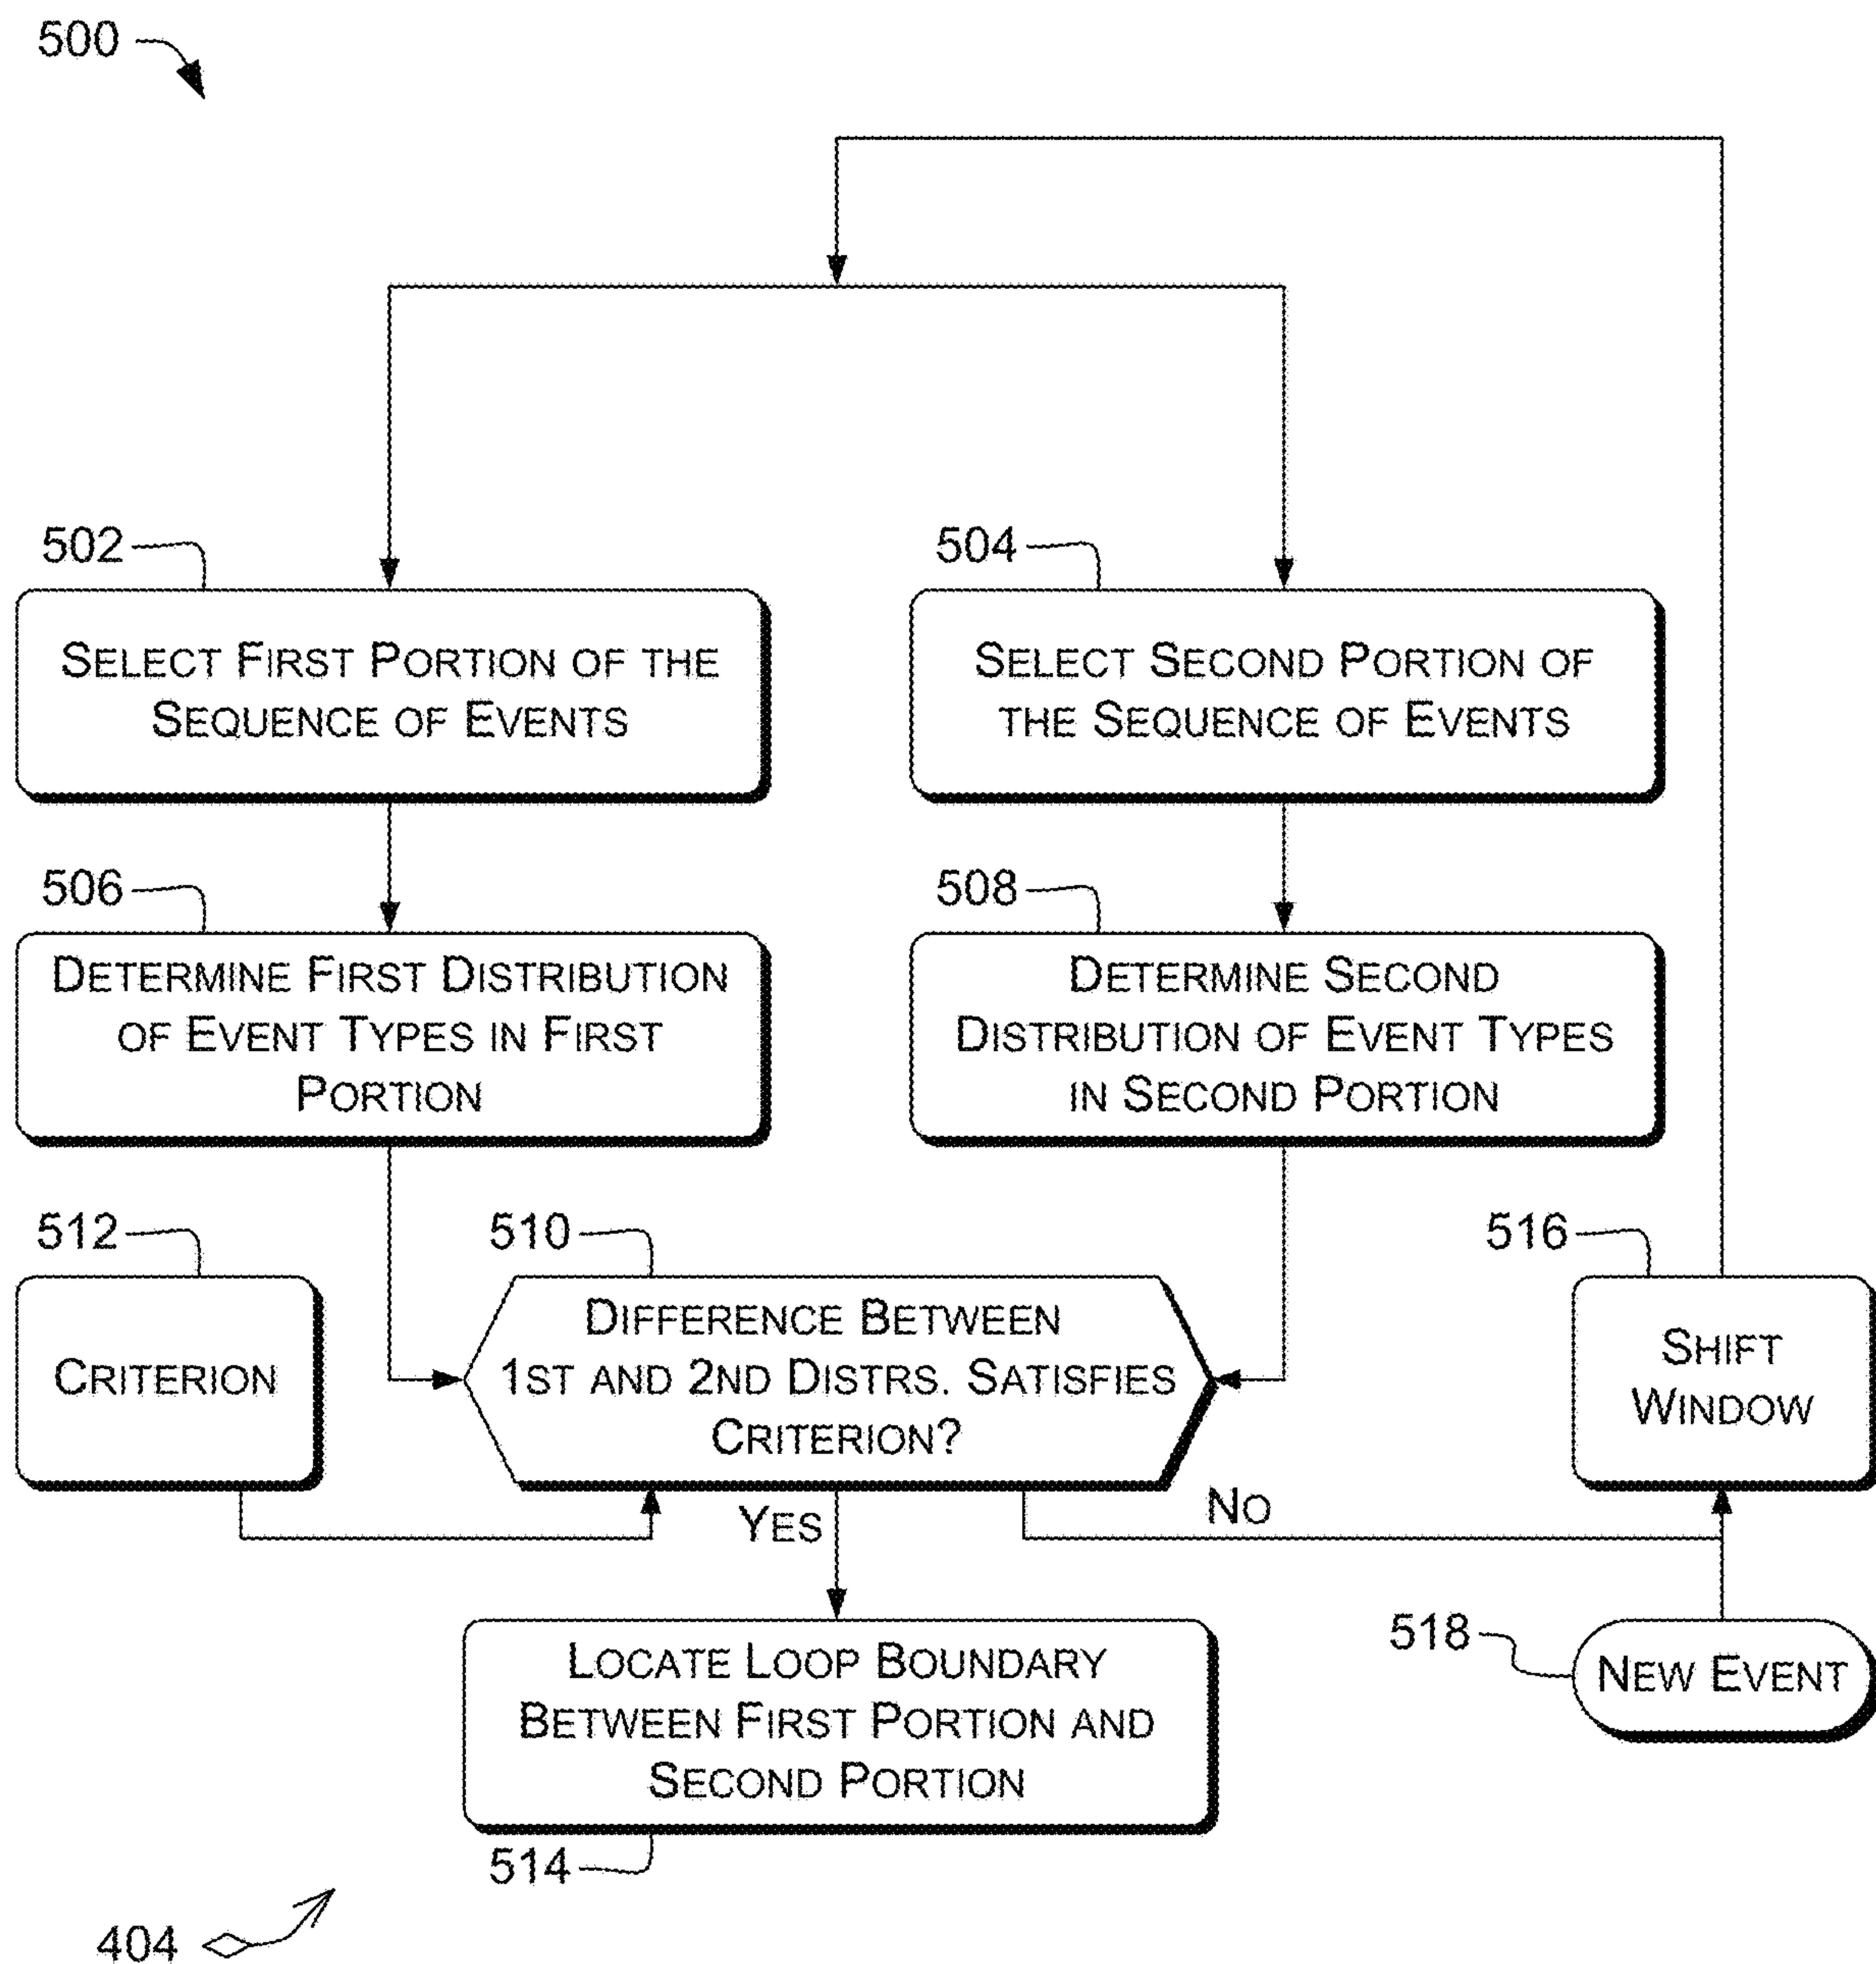 500
502
SELECT FIRST PORTION OF THE
SEQUENCE OF EVENTS
504
SELECT SECOND PORTION OF
THE SEQUENCE OF EVENTS
506
DETERMINE FIRST DISTRIBUTION
OF EVENT TYPES IN FIRST
PORTION
508
DETERMINE SECOND
DISTRIBUTION OF EVENT TYPES
IN SECOND PORTION
512
CRITERION
510
DIFFERENCE BETWEEN
1ST AND 2ND DISTRS. SATISFIES
CRITERION?
516
SHIFT
WINDOW
YES
NO
514
LOCATE LOOP BOUNDARY
BETWEEN FIRST PORTION AND
SECOND PORTION
518
NEW EVENT
404